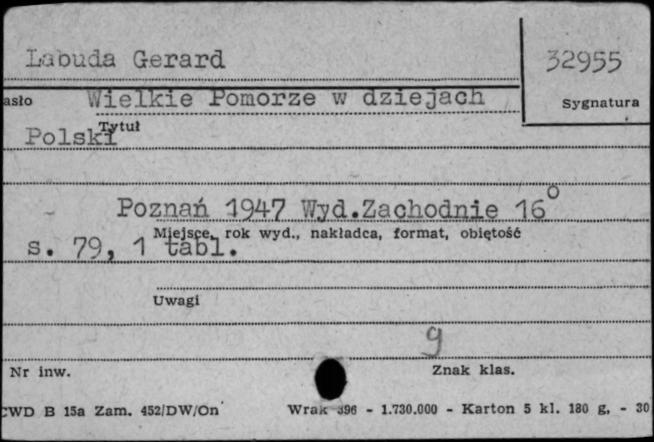 Labuda Gerard
32955
asło Wielkie Pomorze w dziejach
Sygnatura
Tytuł
Polski
Poznań 1947 Wyd.Zachodnie 16°
Miejsce, rok wyd., nakładca, format, obiętość
s. 79, 1 tabl.
Uwagi
9
Nr inw.
Znak klas.
CWD B 15a Zam. 452/DW/On Wrak 396 - 1.730.000 - Karton 5 kl. 180 g. - 30